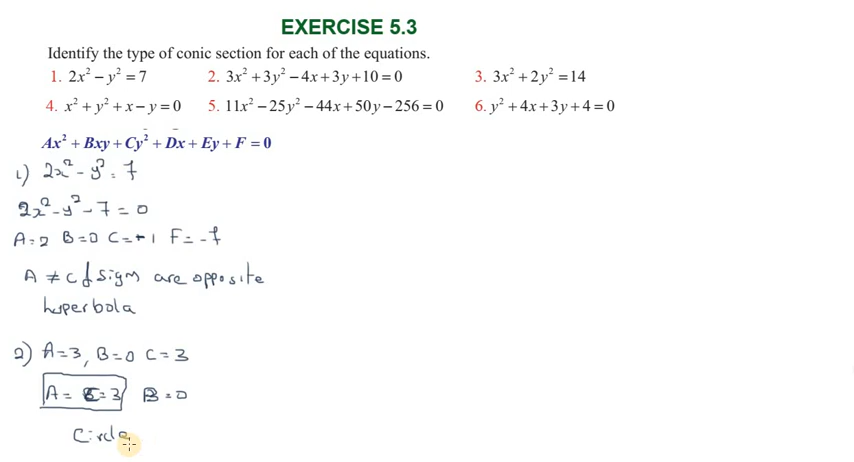 EXERCISE 5.3
Identify the type of conic section for each of the equations.
1. 2x² − y² = 7 2. 3x² + 3y² − 4x + 3y + 10 = 0 3. 3x² + 2y² = 14
4. x² + y² + x − y = 0 5. 11x² − 25y² − 44x + 50y − 256 = 0 6. y² + 4x + 3y + 4 = 0
Ax² + Bxy + Cy² + Dx + Ey + F = 0
1) 2x² - y² = 7
2x² - y² - 7 = 0
A = 2 B = 0 C = -1 F = -7
A ≠ C & signs are opposite
hyperbola
2) A = 3, B = 0 C = 3
A = C = 3 B = 0
Circle